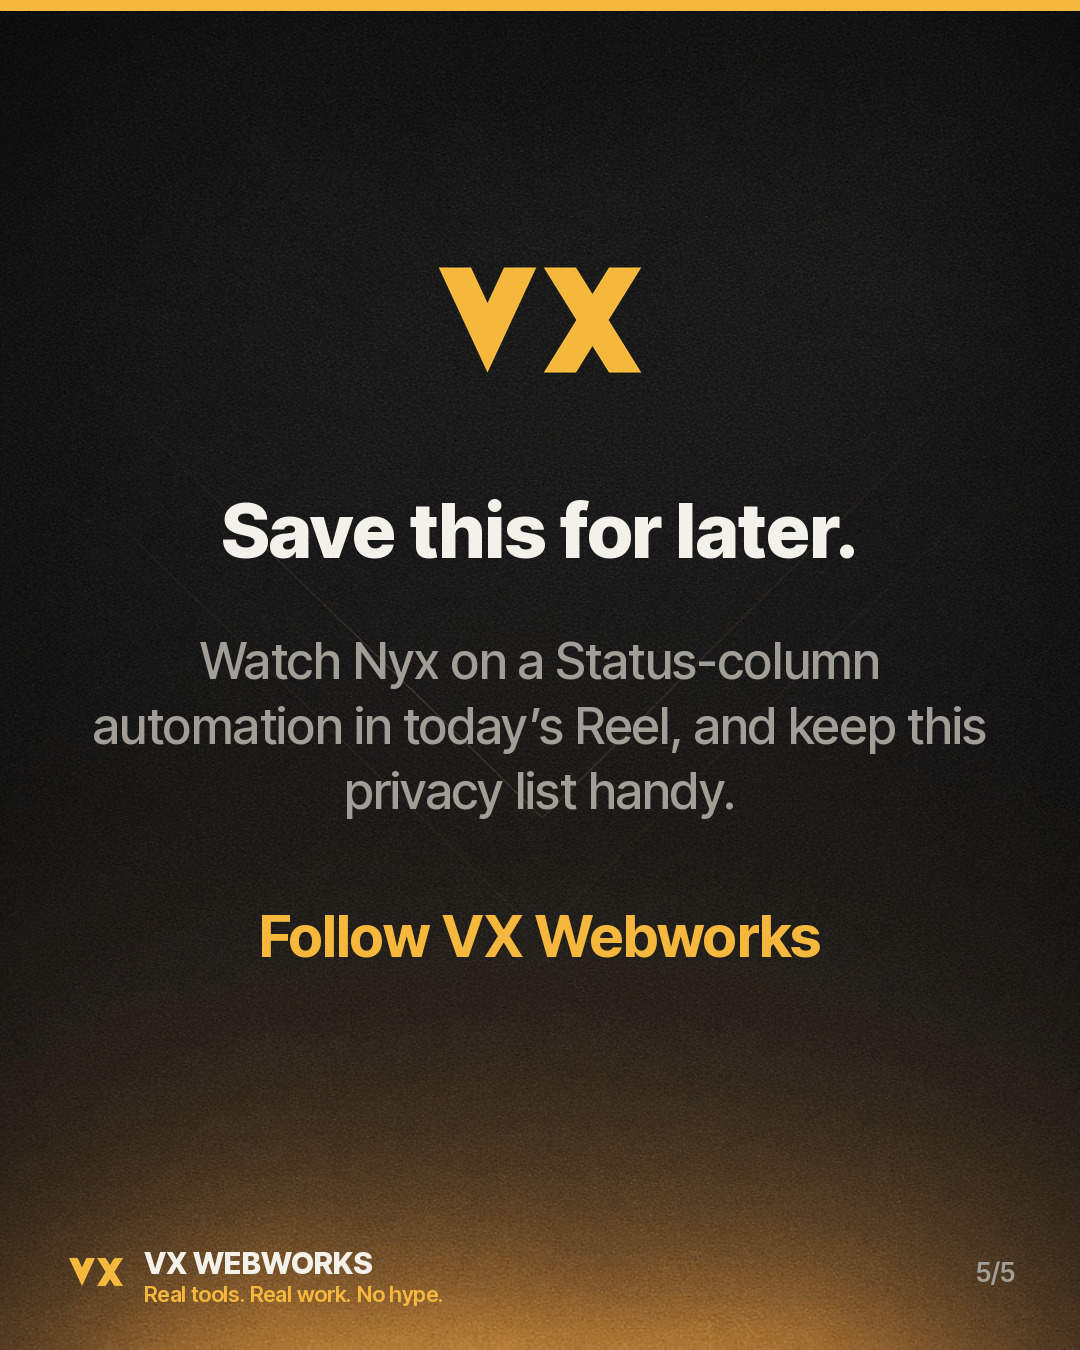 VX
Save this for later.
Watch Nyx on a Status-column
automation in today’s Reel, and keep this
privacy list handy.
Follow VX Webworks
VX
VX WEBWORKS
Real tools. Real work. No hype.
5/5